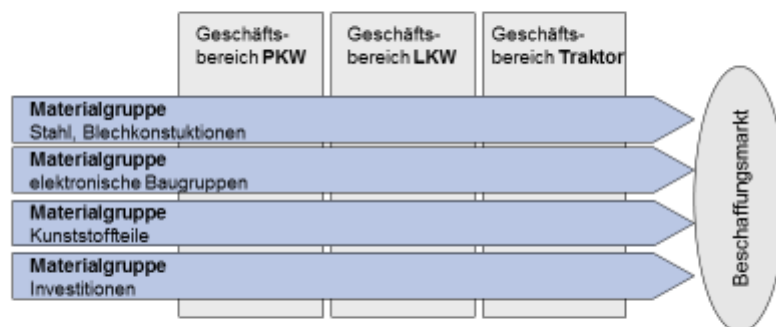 Geschäfts-
bereich PKW
Geschäfts-
bereich LKW
Geschäfts-
bereich Traktor
Materialgruppe
Stahl, Blechkonstuktionen
Materialgruppe
elektronische Baugruppen
Materialgruppe
Kunststoffteile
Materialgruppe
Investitionen
Beschaffungsmarkt